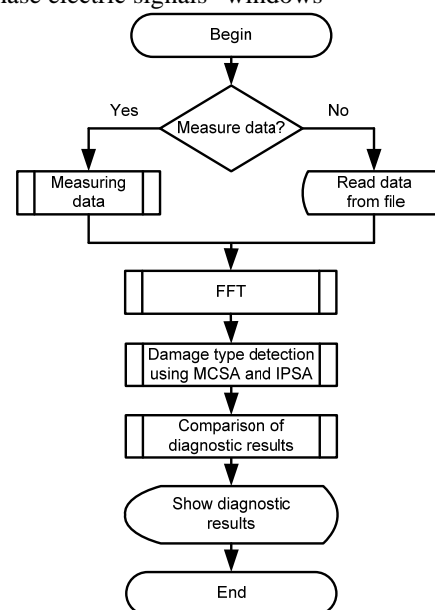 hase electric signals" windows
Begin
Yes
No
Measure data?
Measuring
data
Read data
from file
FFT
Damage type detection
using MCSA and IPSA
Comparison of
diagnostic results
Show diagnostic
results
End